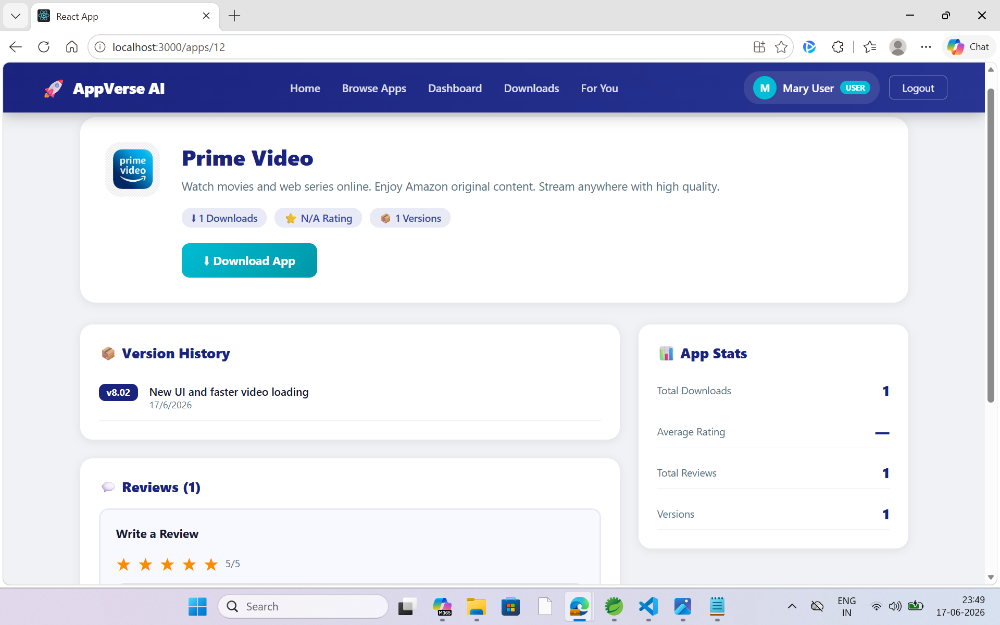 React App
localhost:3000/apps/12
Chat
AppVerse AI
Home
Browse Apps
Dashboard
Downloads
For You
M
Mary User
USER
Logout
prime
video
Prime Video
Watch movies and web series online. Enjoy Amazon original content. Stream anywhere with high quality.
⬇ 1 Downloads
⭐ N/A Rating
📦 1 Versions
⬇ Download App
📦 Version History
v8.02
New UI and faster video loading
17/6/2026
📊 App Stats
Total Downloads
1
Average Rating
—
Total Reviews
1
Versions
1
💬 Reviews (1)
Write a Review
★ ★ ★ ★ ★ 5/5
Search
M365
ENG
IN
23:49
17-06-2026